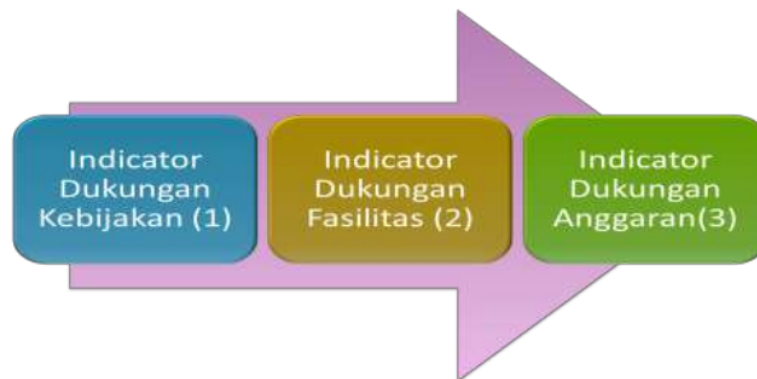 Indicator
Dukungan
Kebijakan (1)
Indicator
Dukungan
Fasilitas (2)
Indicator
Dukungan
Anggaran(3)